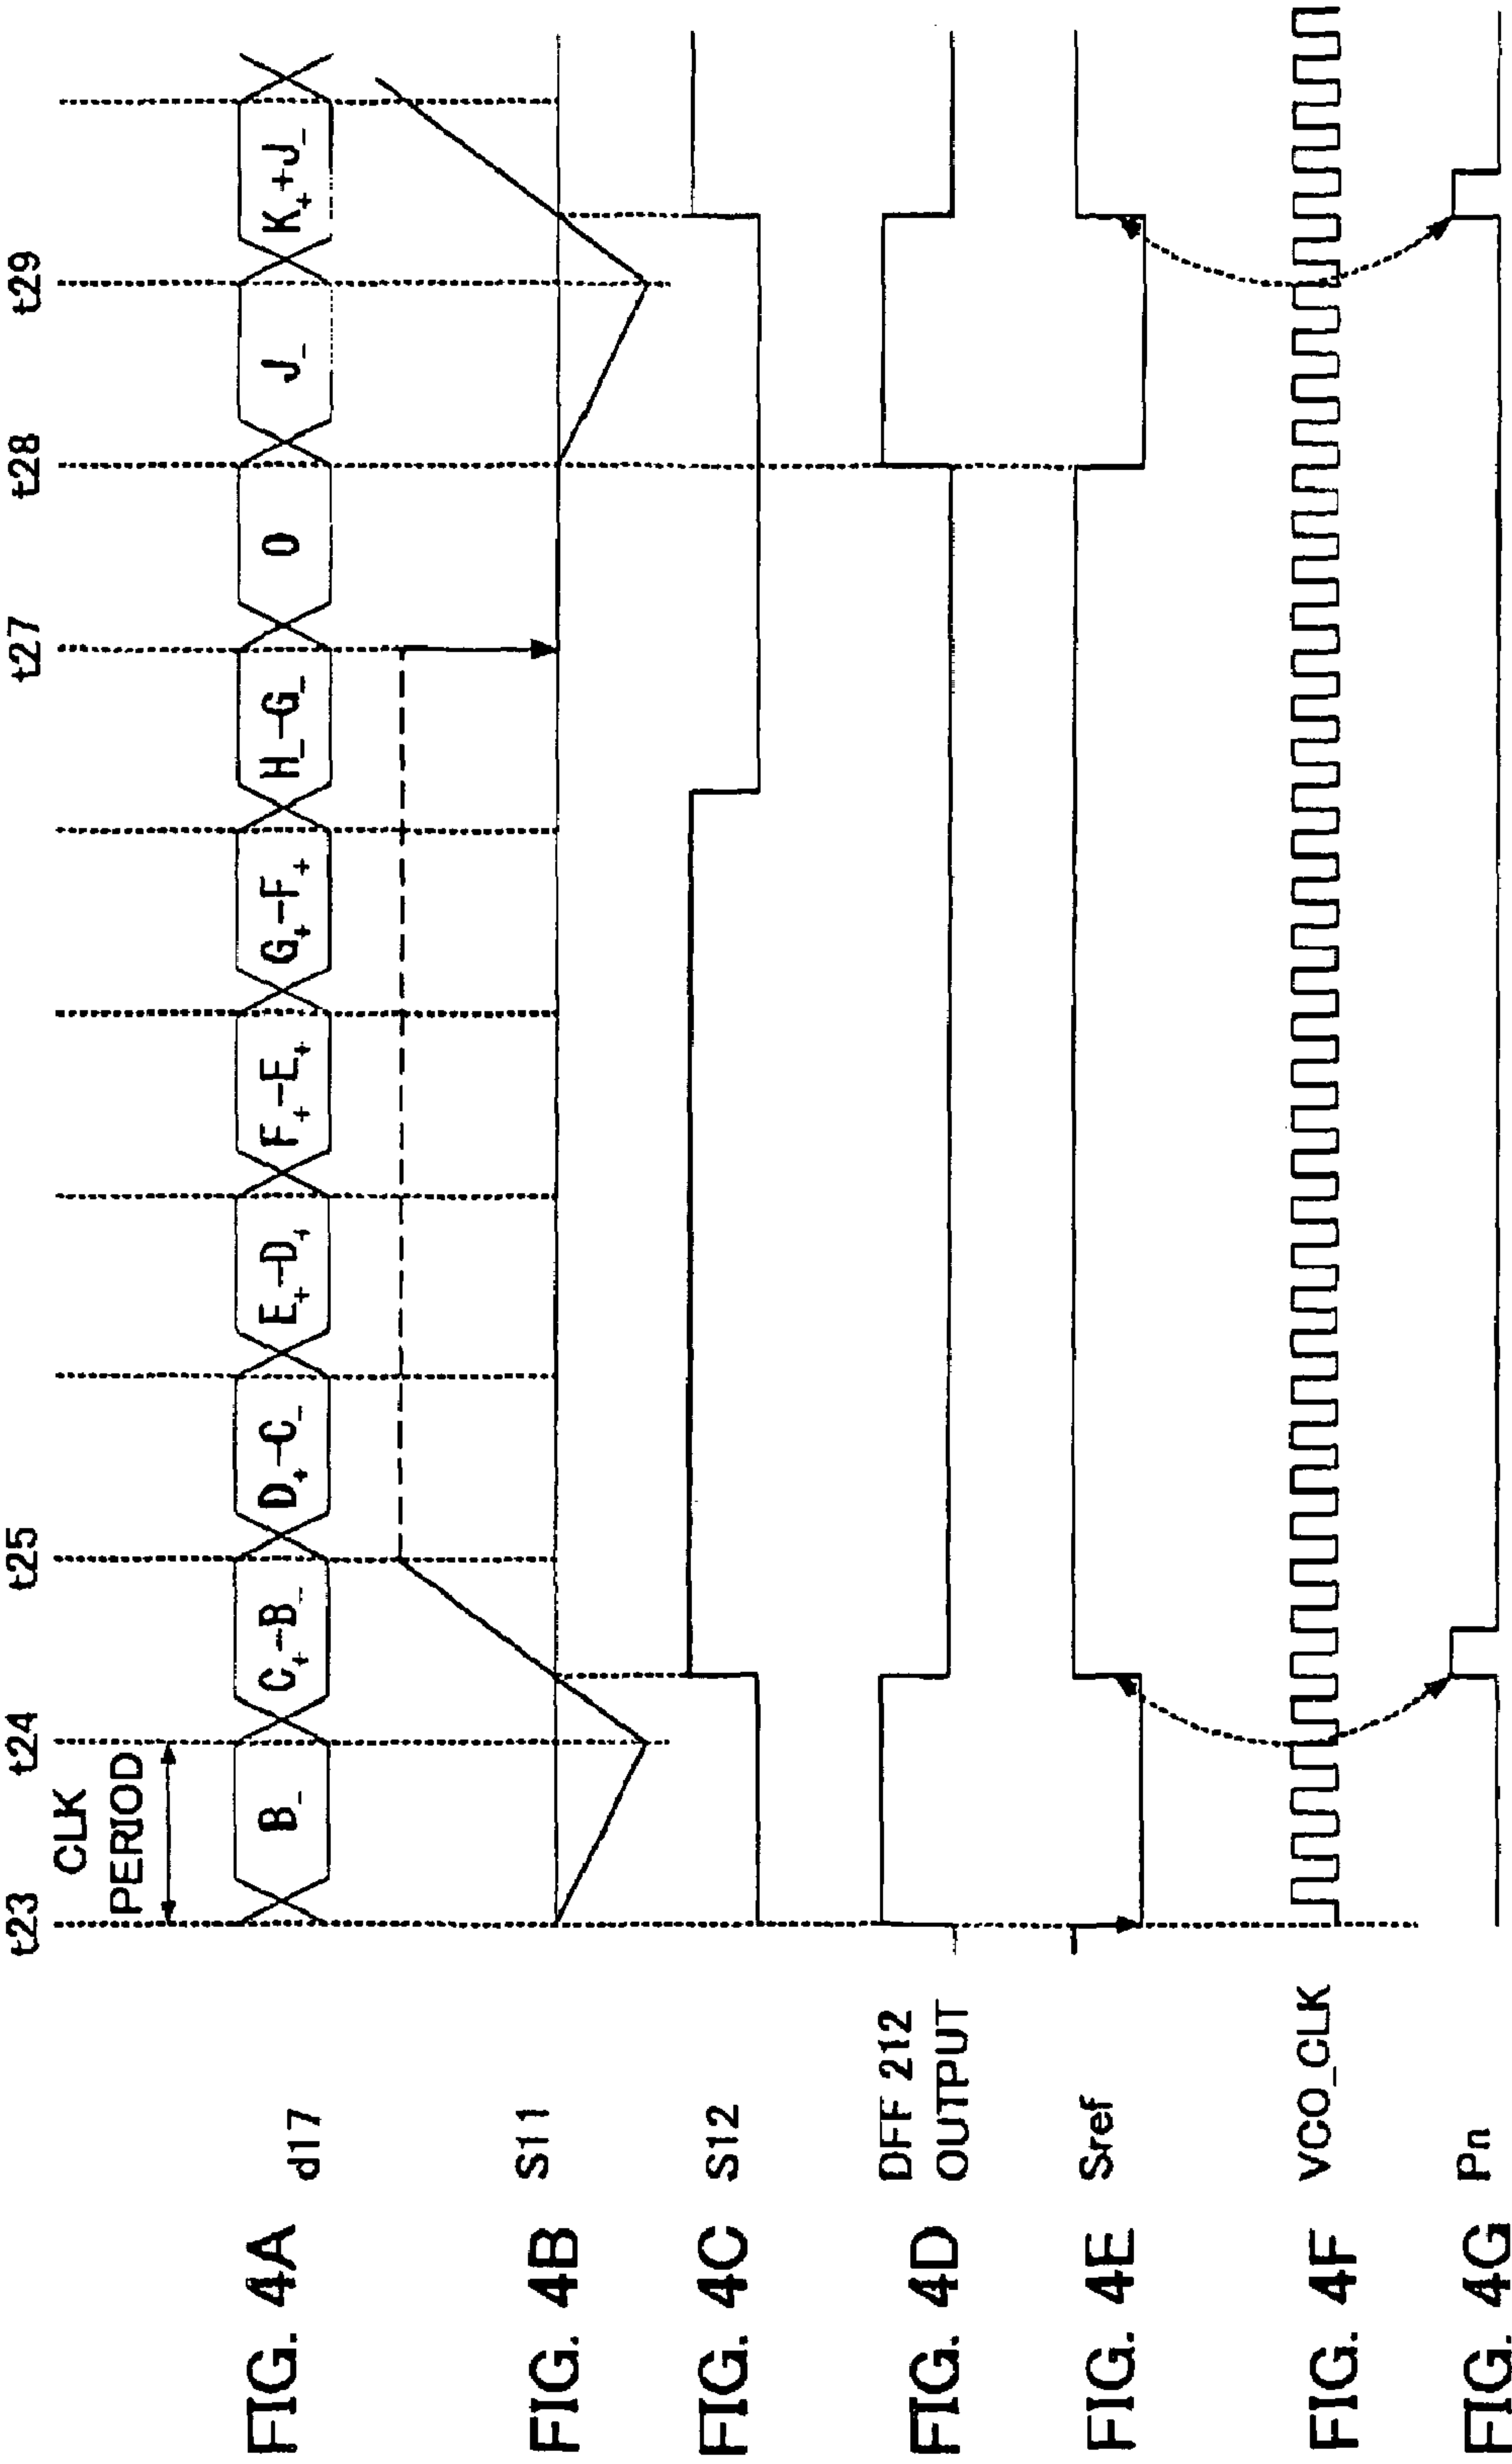 t23 t24 t25 t27 t28 t29
CLK
PERIOD
FIG. 4A d17 B_ C+-B_ D+-C_ E+-D+ F+-E+ G+-F+ H_-G_ 0 J_ K++J_
FIG. 4B S11
FIG. 4C S12
FIG. 4D DFF 212
OUTPUT
FIG. 4E Sref
FIG. 4F VCO_CLK
FIG. 4G Pn